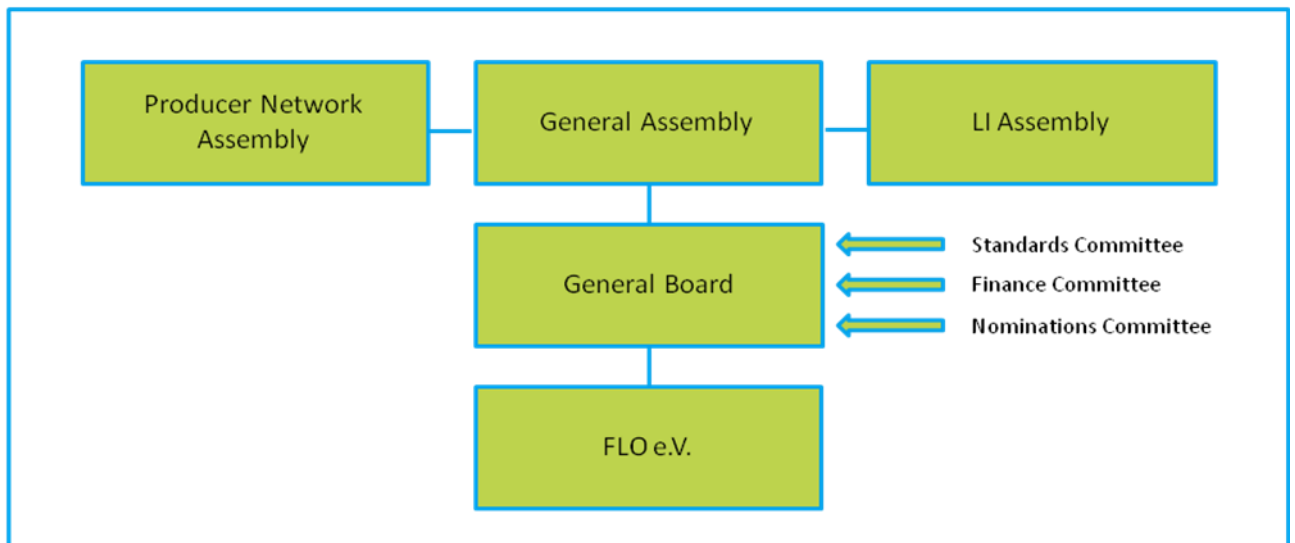 Producer Network
Assembly
General Assembly
LI Assembly
General Board
Standards Committee
Finance Committee
Nominations Committee
FLO e.V.